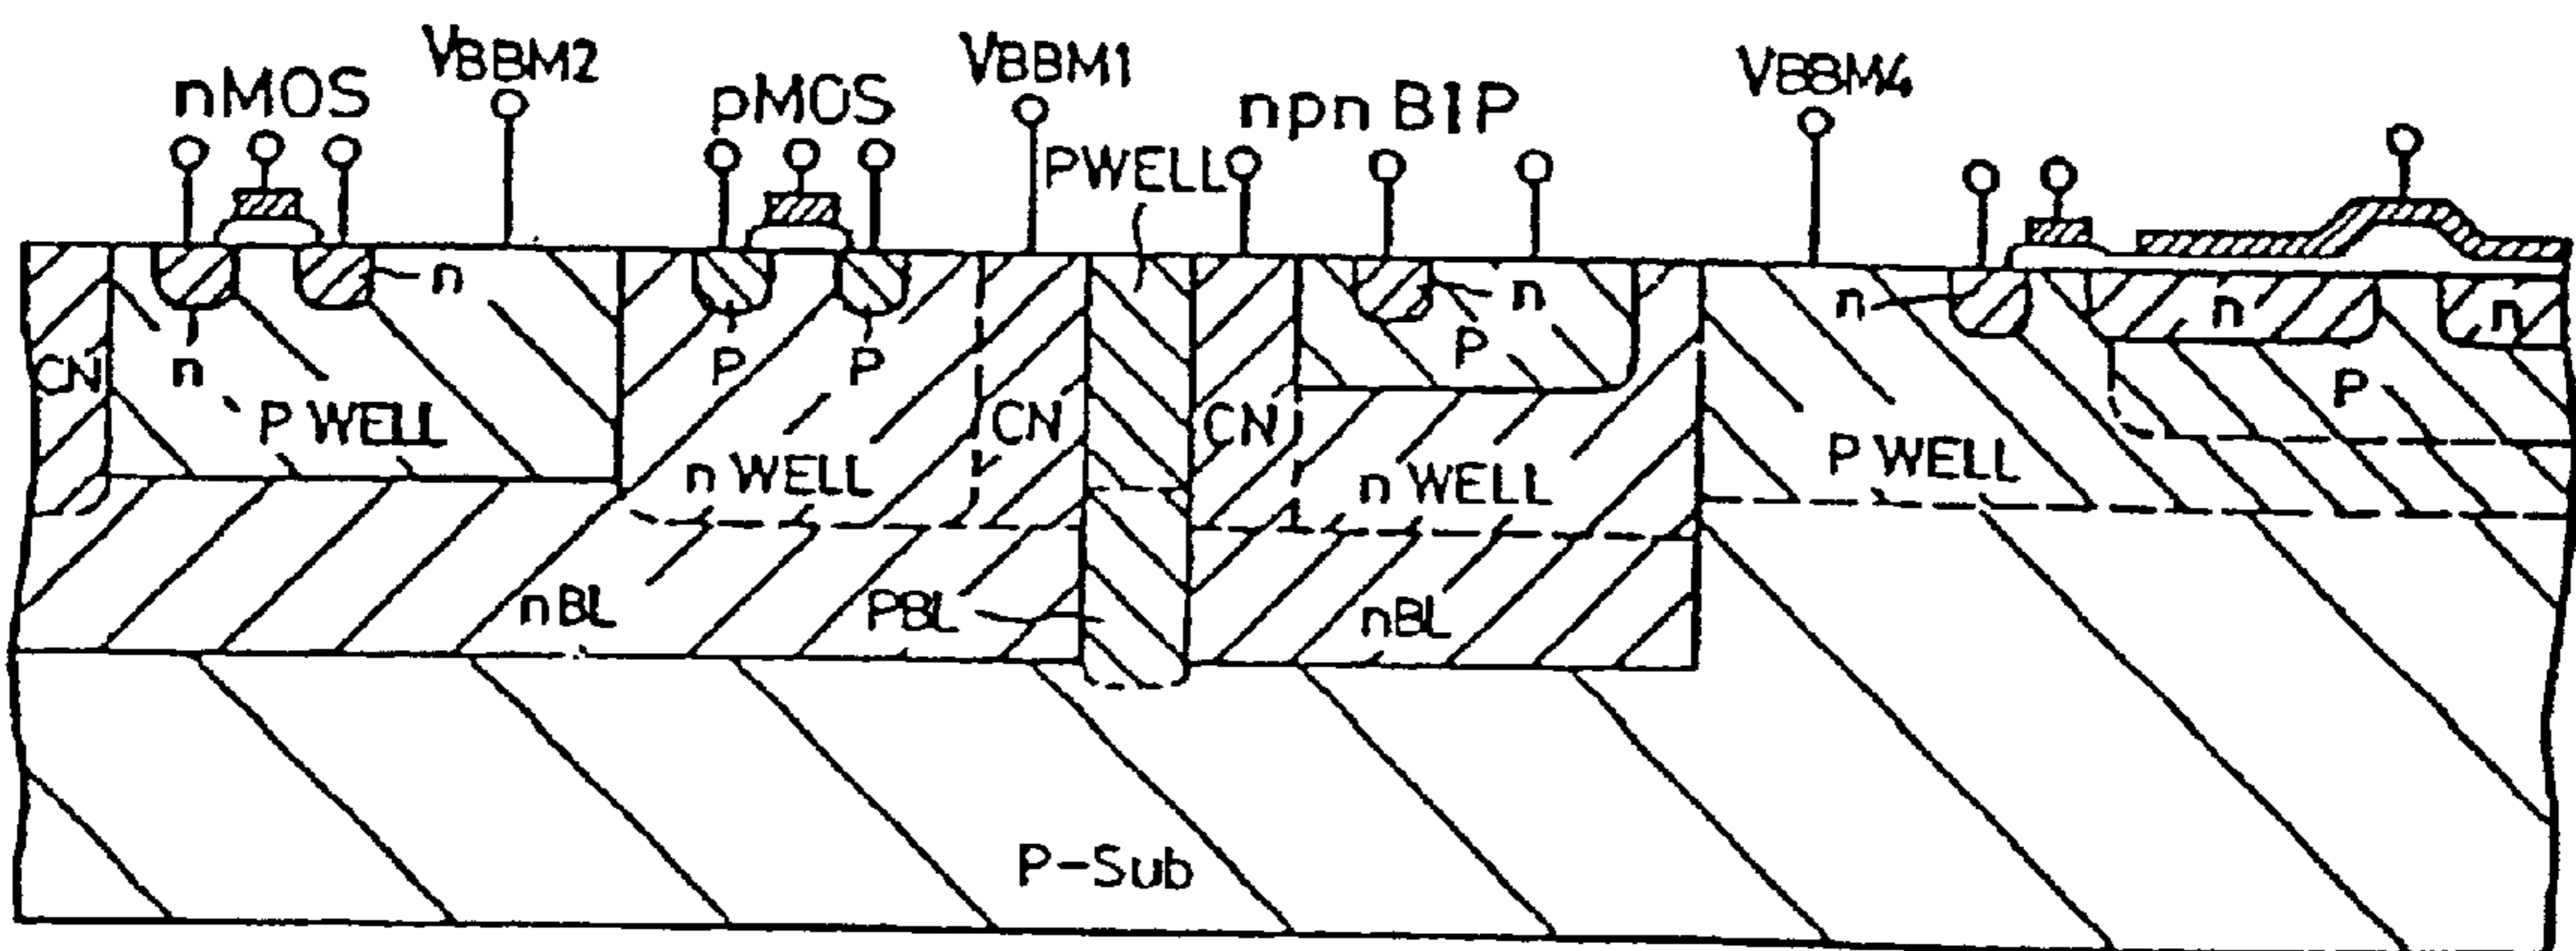 VBBM2
VBBM1
VBBM4
nMOS
pMOS
npn BIP
PWELL
n
n
n
n
n
P
P
P
P
n
CN
P WELL
CN
CN
n WELL
n WELL
P WELL
nBL
PBL
nBL
P-Sub